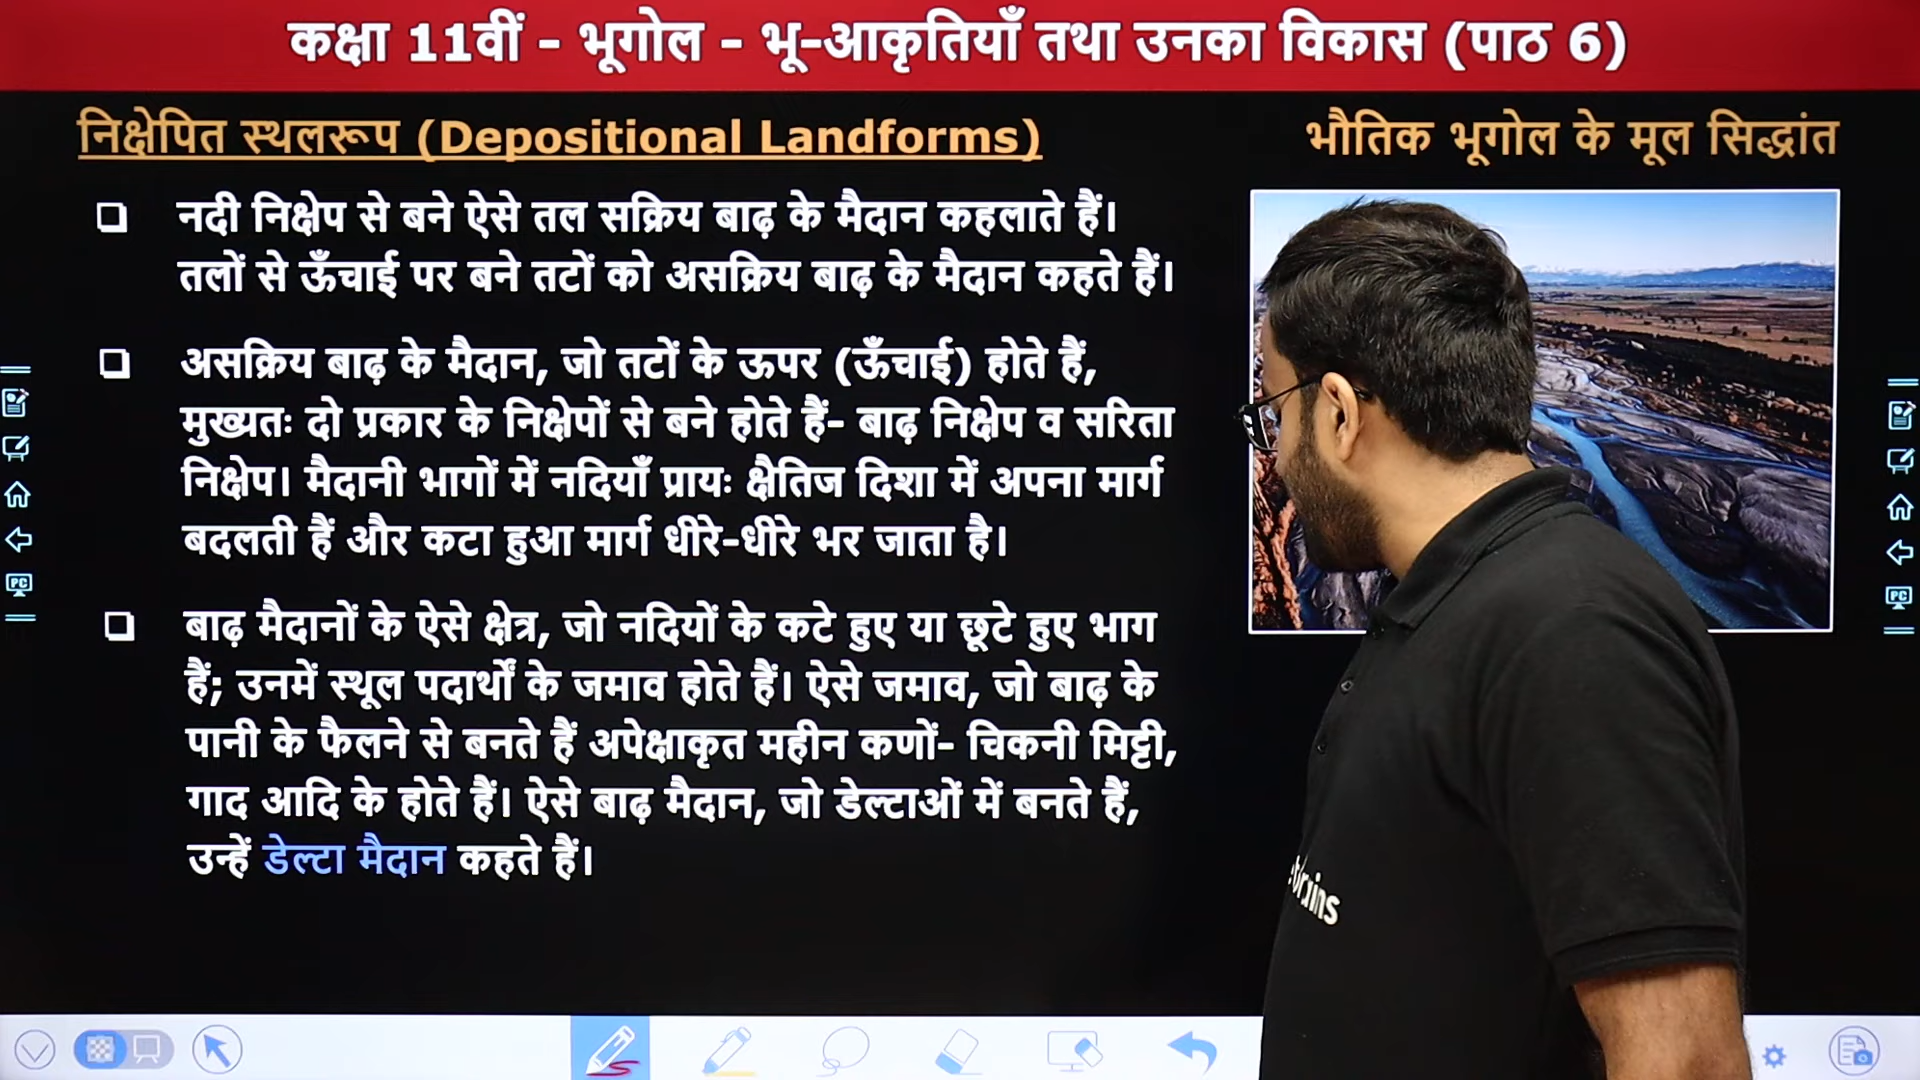 कक्षा 11वीं - भूगोल - भू-आकृतियाँ तथा उनका विकास (पाठ 6)
निक्षेपित स्थलरूप (Depositional Landforms)
भौतिक भूगोल के मूल सिद्धांत
नदी निक्षेप से बने ऐसे तल सक्रिय बाढ़ के मैदान कहलाते हैं।
तलों से ऊँचाई पर बने तटों को असक्रिय बाढ़ के मैदान कहते हैं।
असक्रिय बाढ़ के मैदान, जो तटों के ऊपर (ऊँचाई) होते हैं,
मुख्यतः दो प्रकार के निक्षेपों से बने होते हैं- बाढ़ निक्षेप व सरिता
निक्षेप। मैदानी भागों में नदियाँ प्रायः क्षैतिज दिशा में अपना मार्ग
बदलती हैं और कटा हुआ मार्ग धीरे-धीरे भर जाता है।
बाढ़ मैदानों के ऐसे क्षेत्र, जो नदियों के कटे हुए या छूटे हुए भाग
हैं; उनमें स्थूल पदार्थों के जमाव होते हैं। ऐसे जमाव, जो बाढ़ के
पानी के फैलने से बनते हैं अपेक्षाकृत महीन कणों- चिकनी मिट्टी,
गाद आदि के होते हैं। ऐसे बाढ़ मैदान, जो डेल्टाओं में बनते हैं,
उन्हें डेल्टा मैदान कहते हैं।
PC
PC